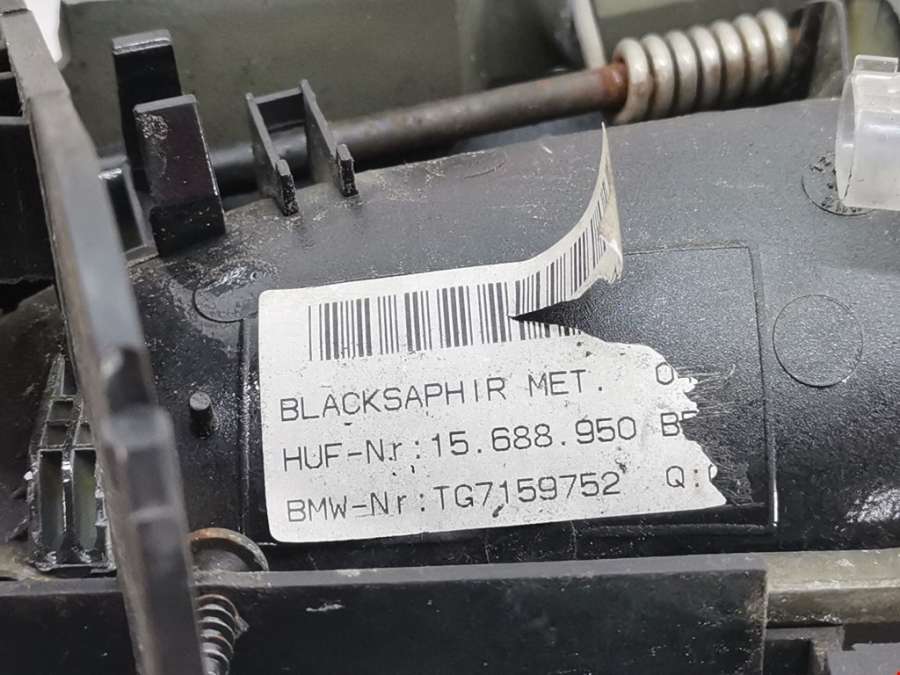 BLACKSAPHIR MET.
HUF-Nr:15.688.950
BMW-Nr:TG7159752 Q: